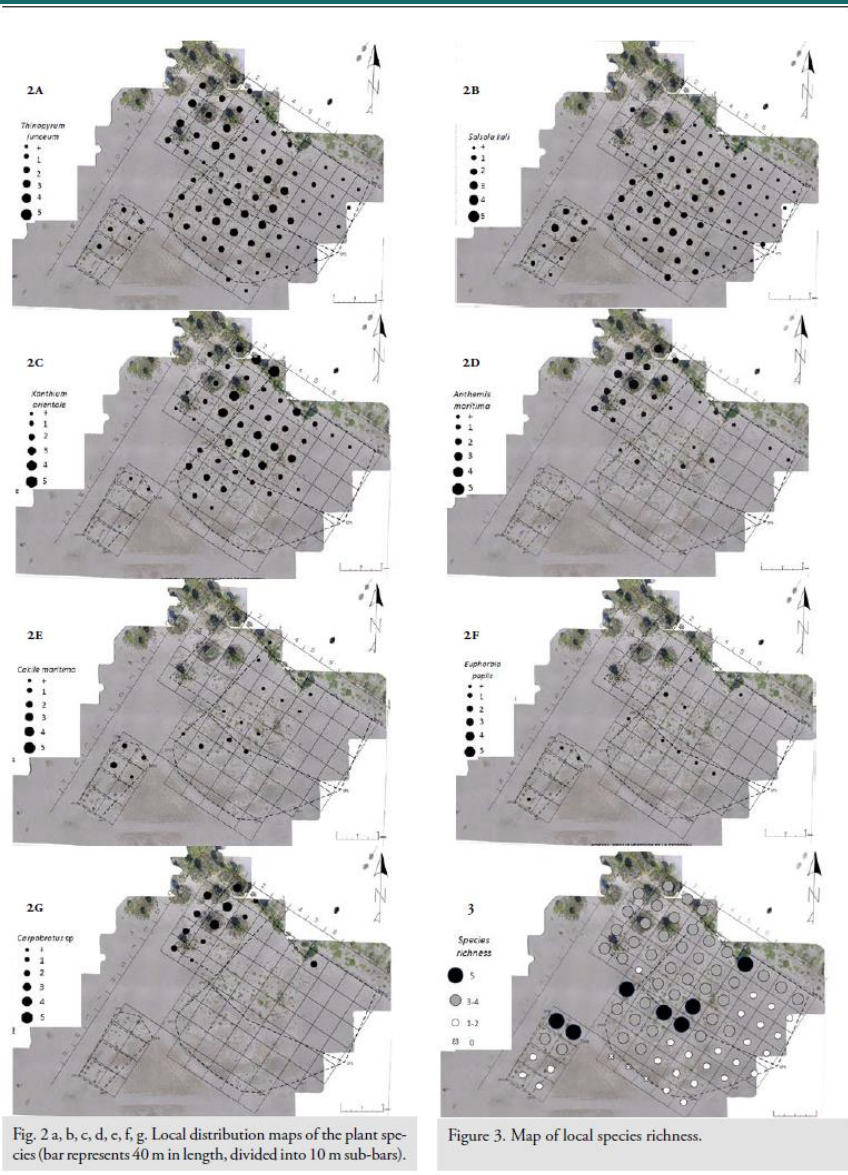 2A
Thinopyrum
junceum
+
1
2
3
4
5
N
2B
Salsola kali
+
1
2
3
4
5
N
2C
Xanthium
orientale
+
1
2
3
4
5
N
2D
Anthemis
maritima
+
1
2
3
4
5
N
2E
Cakile maritima
+
1
2
3
4
5
N
2F
Euphorbia
peplis
+
1
2
3
4
5
N
2G
Carpobrotus sp
+
1
2
3
4
5
N
3
Species
richness
5
3-4
1-2
0
N
Fig. 2 a, b, c, d, e, f, g. Local distribution maps of the plant spe-
cies (bar represents 40 m in length, divided into 10 m sub-bars).
Figure 3. Map of local species richness.